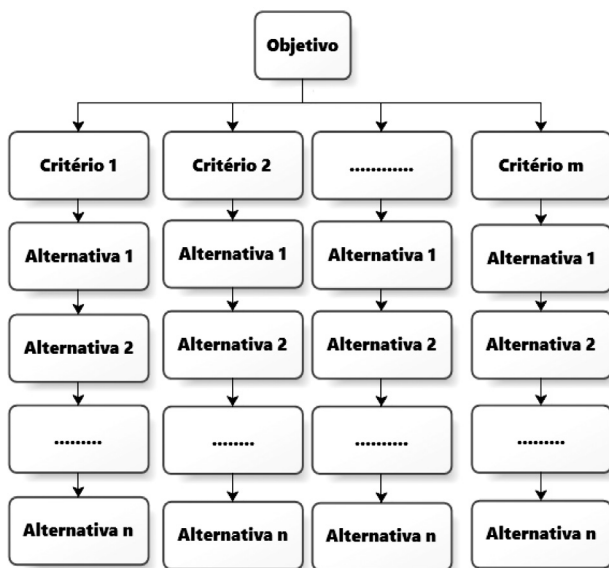 Objetivo
Critério 1
Critério 2
............
Critério m
Alternativa 1
Alternativa 1
Alternativa 1
Alternativa 1
Alternativa 2
Alternativa 2
Alternativa 2
Alternativa 2
.........
........
..........
.........
Alternativa n
Alternativa n
Alternativa n
Alternativa n